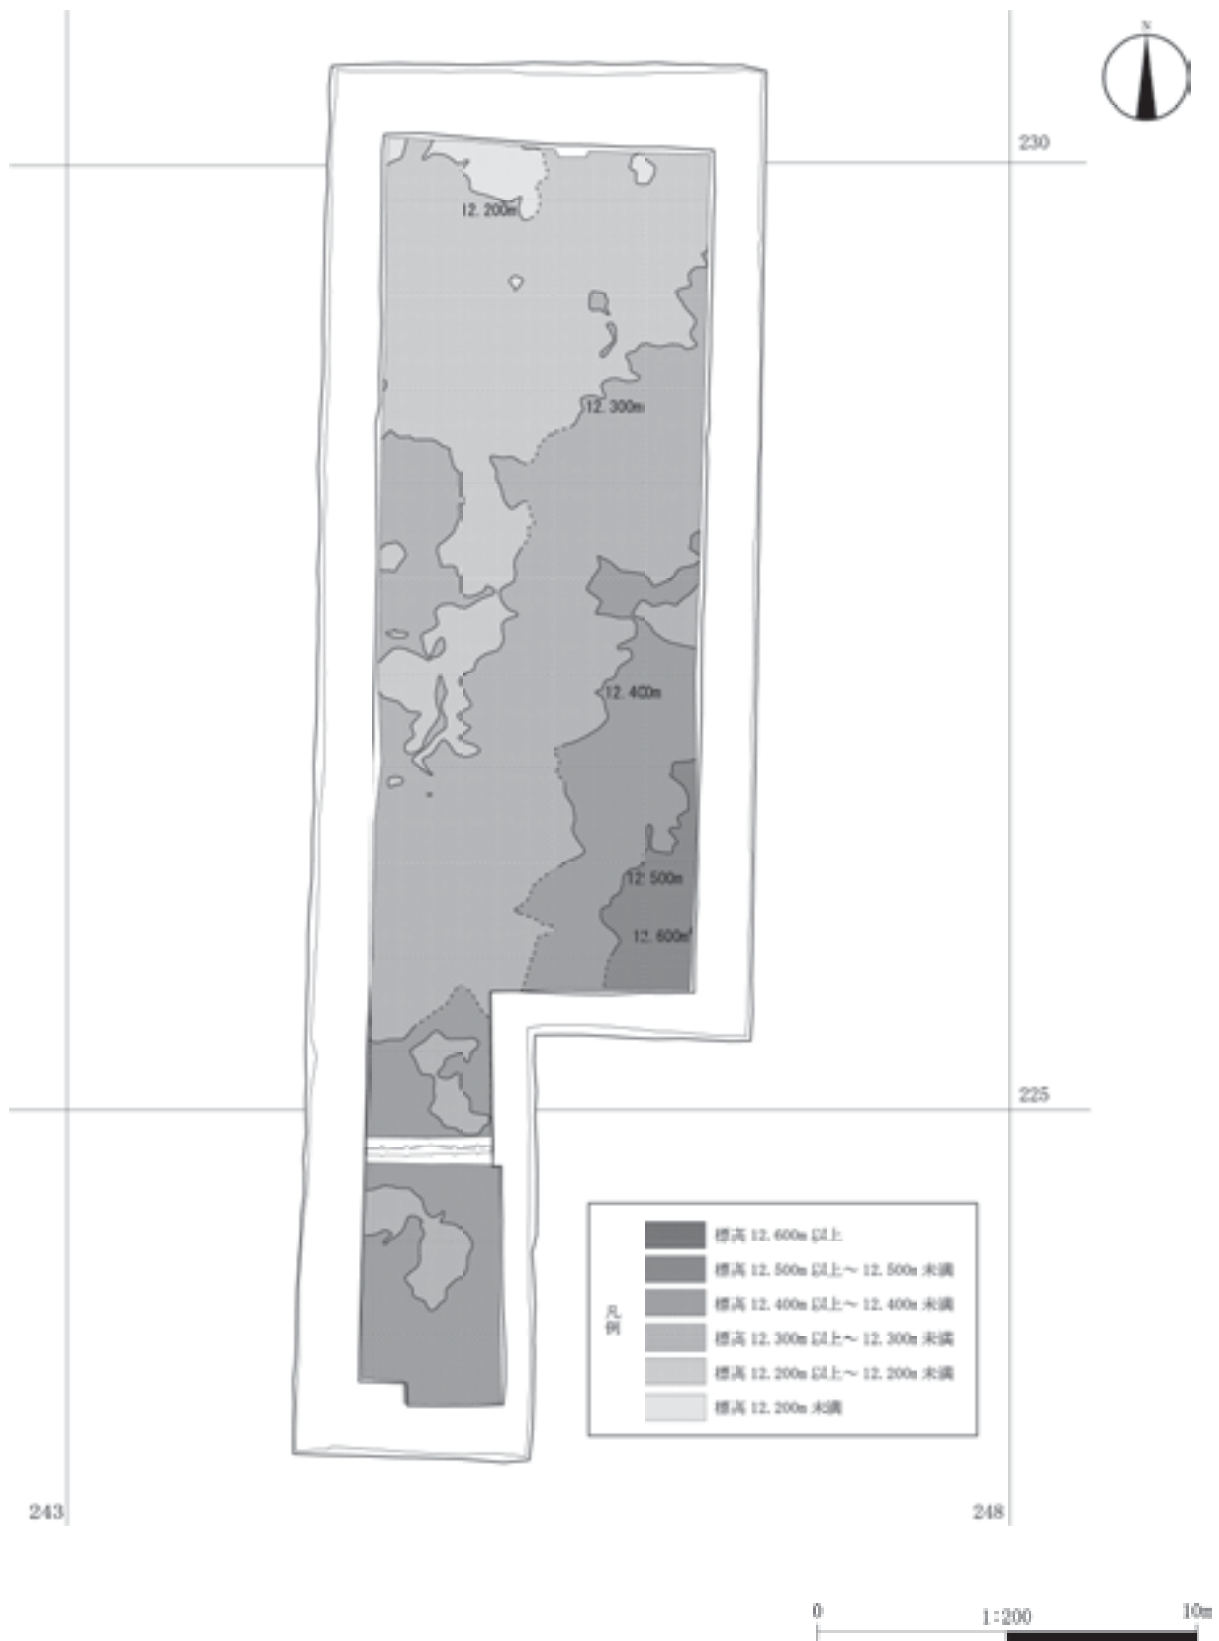 N
230
12.200m
12.300m
12.400m
12.500m
12.600m
225
凡例
標高 12.600m 以上
標高 12.500m 以上～ 12.500m 未満
標高 12.400m 以上～ 12.400m 未満
標高 12.300m 以上～ 12.300m 未満
標高 12.200m 以上～ 12.200m 未満
標高 12.200m 未満
243
248
0
1:200
10m